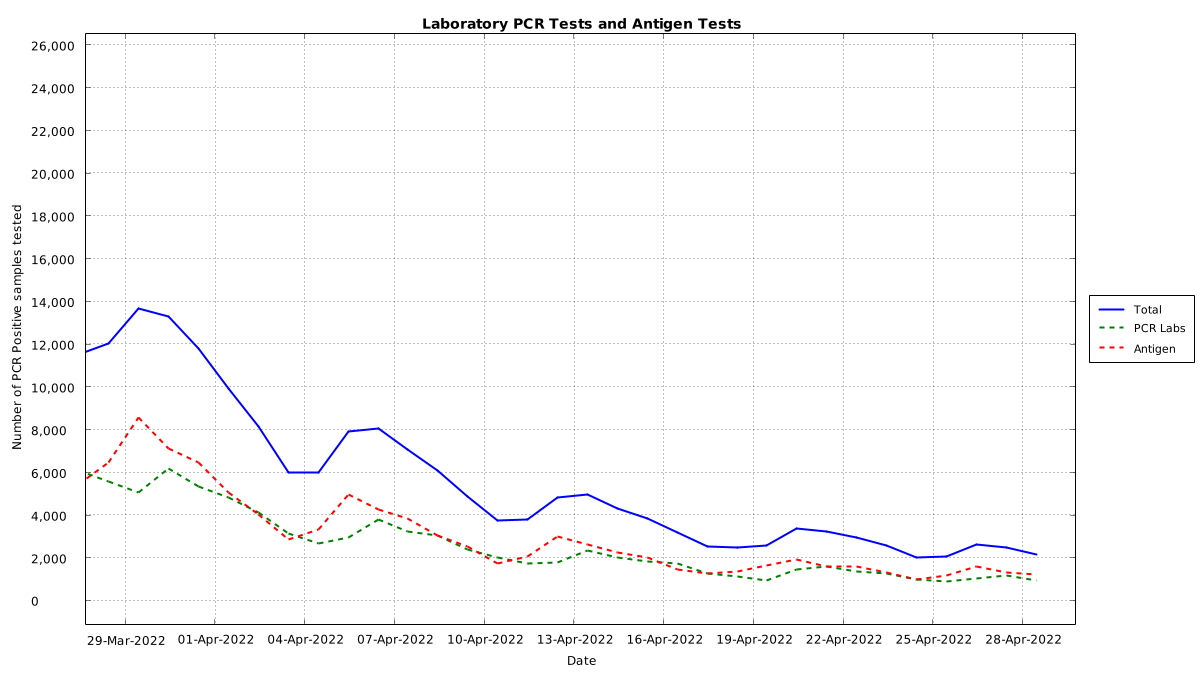 Laboratory PCR Tests and Antigen Tests
Number of PCR Positive samples tested
26,000
24,000
22,000
20,000
18,000
16,000
14,000
12,000
10,000
8,000
6,000
4,000
2,000
0
Total
PCR Labs
Antigen
29-Mar-2022 01-Apr-2022 04-Apr-2022 07-Apr-2022 10-Apr-2022 13-Apr-2022 16-Apr-2022 19-Apr-2022 22-Apr-2022 25-Apr-2022 28-Apr-2022
Date